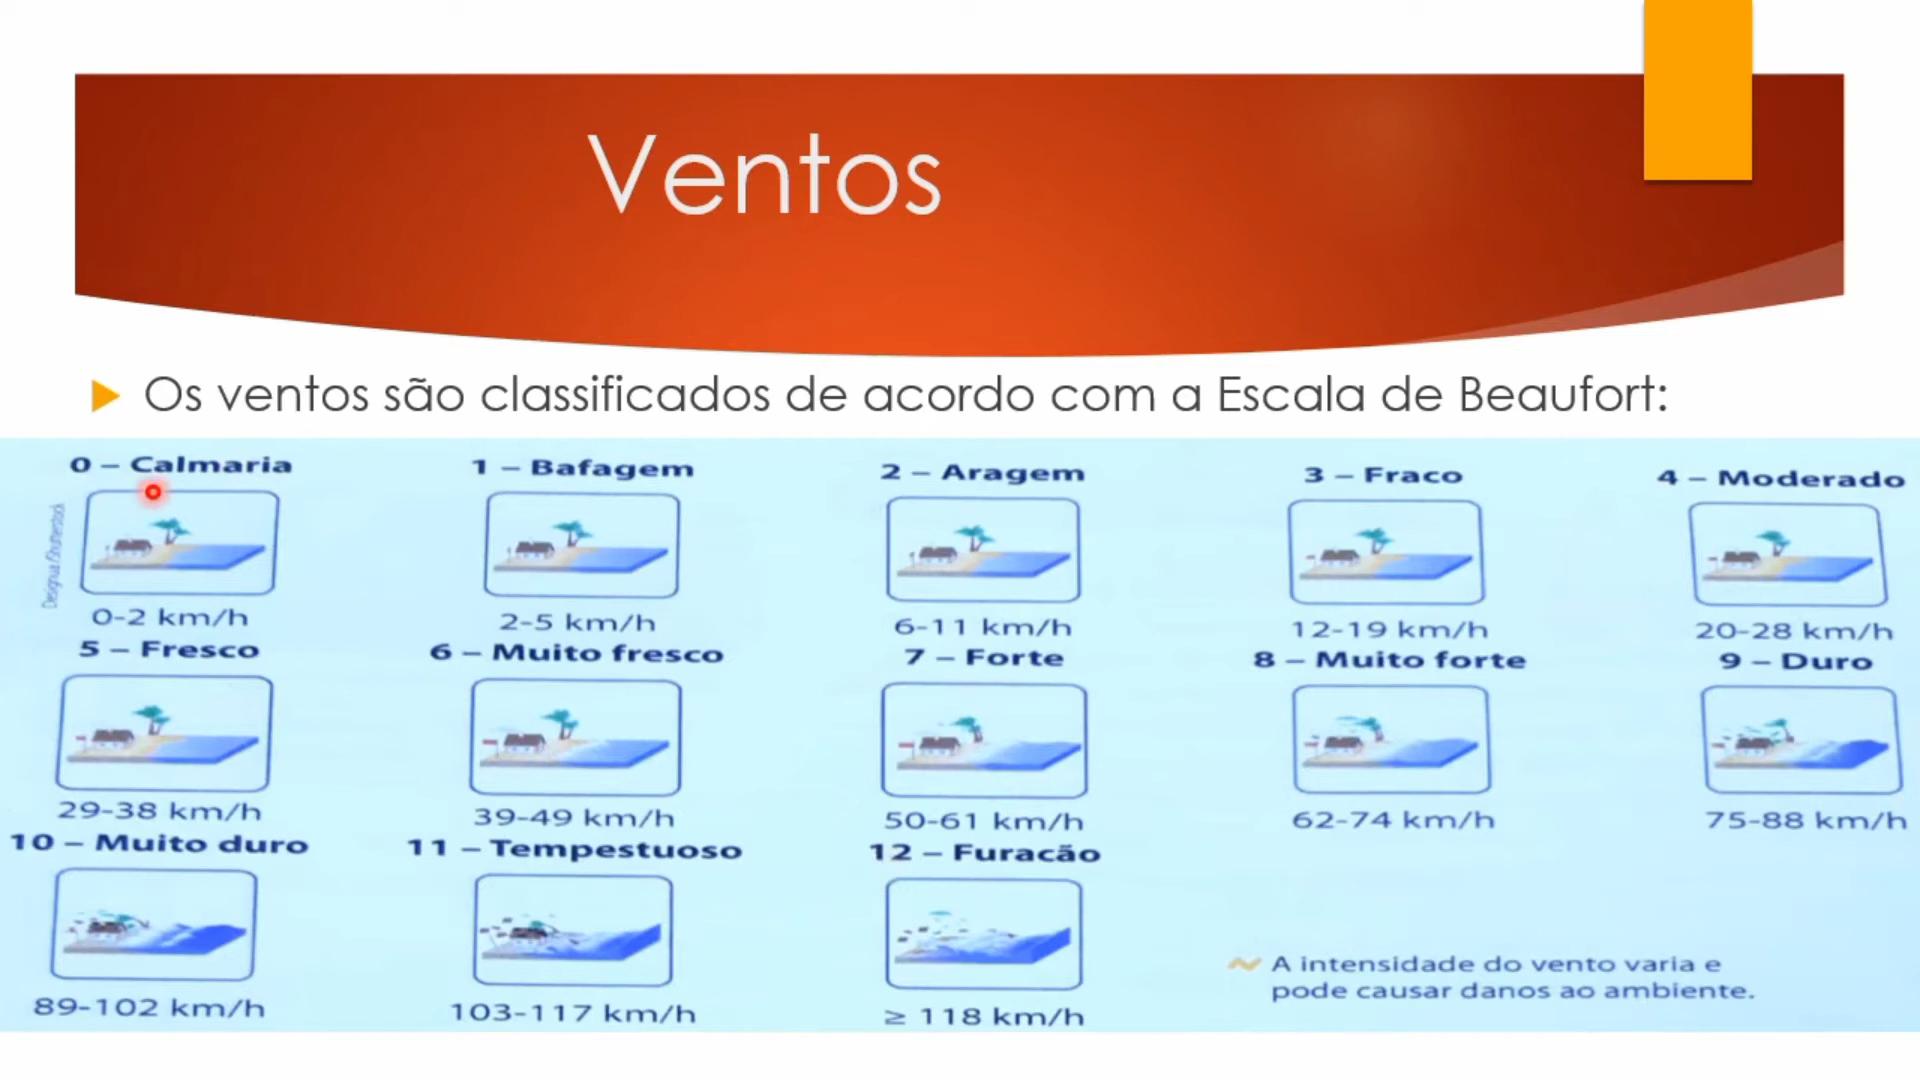 Ventos
Os ventos são classificados de acordo com a Escala de Beaufort:
0 – Calmaria
1 – Bafagem
2 – Aragem
3 – Fraco
4 – Moderado
Designua/Shutterstock
0-2 km/h
2-5 km/h
6-11 km/h
12-19 km/h
20-28 km/h
5 – Fresco
6 – Muito fresco
7 – Forte
8 – Muito forte
9 – Duro
29-38 km/h
39-49 km/h
50-61 km/h
62-74 km/h
75-88 km/h
10 – Muito duro
11 – Tempestuoso
12 – Furacão
89-102 km/h
103-117 km/h
≥ 118 km/h
A intensidade do vento varia e
pode causar danos ao ambiente.